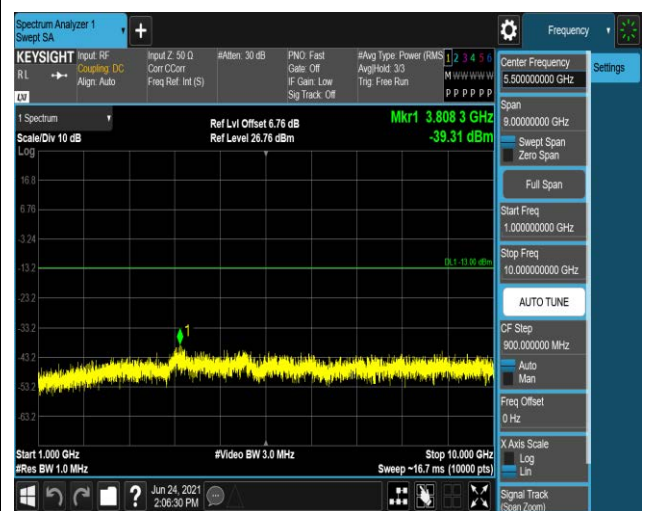 Spectrum Analyzer 1
Swept SA
+
Frequency
KEYSIGHT
RL
LXI
Input: RF
Coupling: DC
Align: Auto
Input Z: 50 Ω
Corr CCorr
Freq Ref: Int (S)
#Atten: 30 dB
PNO: Fast
Gate: Off
IF Gain: Low
Sig Track: Off
#Avg Type: Power (RMS
Avg|Hold: 3/3
Trig: Free Run
1 2 3 4 5 6
M W W W W W
P P P P P P
Center Frequency
5.500000000 GHz
Settings
Span
9.00000000 GHz
Swept Span
Zero Span
Full Span
Start Freq
1.000000000 GHz
Stop Freq
10.000000000 GHz
AUTO TUNE
CF Step
900.000000 MHz
Auto
Man
Freq Offset
0 Hz
X Axis Scale
Log
Lin
Signal Track
(Span Zoom)
1 Spectrum
Scale/Div 10 dB
Log
Ref Lvl Offset 6.76 dB
Ref Level 26.76 dBm
Mkr1 3.808 3 GHz
-39.31 dBm
16.8
6.76
-3.24
-13.2
DL1 -13.00 dBm
-23.2
-33.2
1
-43.2
-53.2
-63.2
Start 1.000 GHz
#Video BW 3.0 MHz
Stop 10.000 GHz
#Res BW 1.0 MHz
Sweep ~16.7 ms (10000 pts)
?
Jun 24, 2021
2:06:30 PM